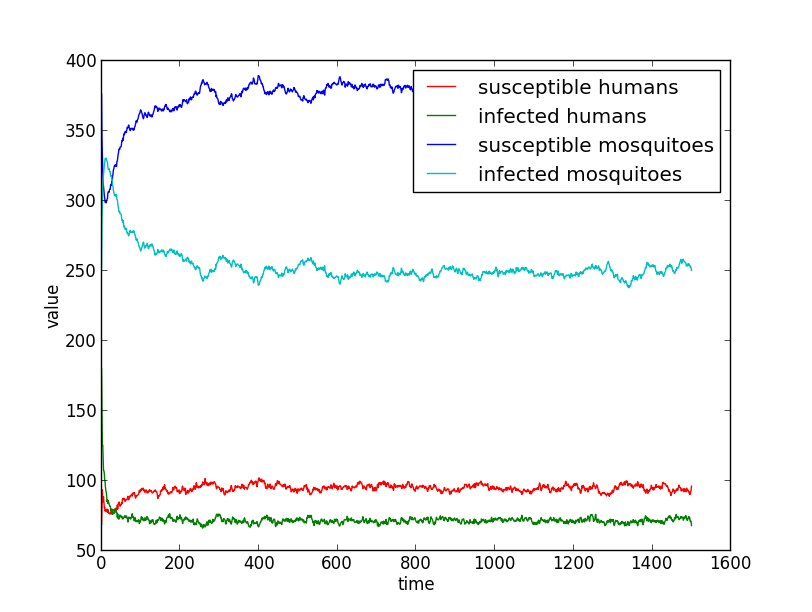 400
350
300
250
200
150
100
50
value
0
200
400
600
800
1000
1200
1400
1600
time
susceptible humans
infected humans
susceptible mosquitoes
infected mosquitoes